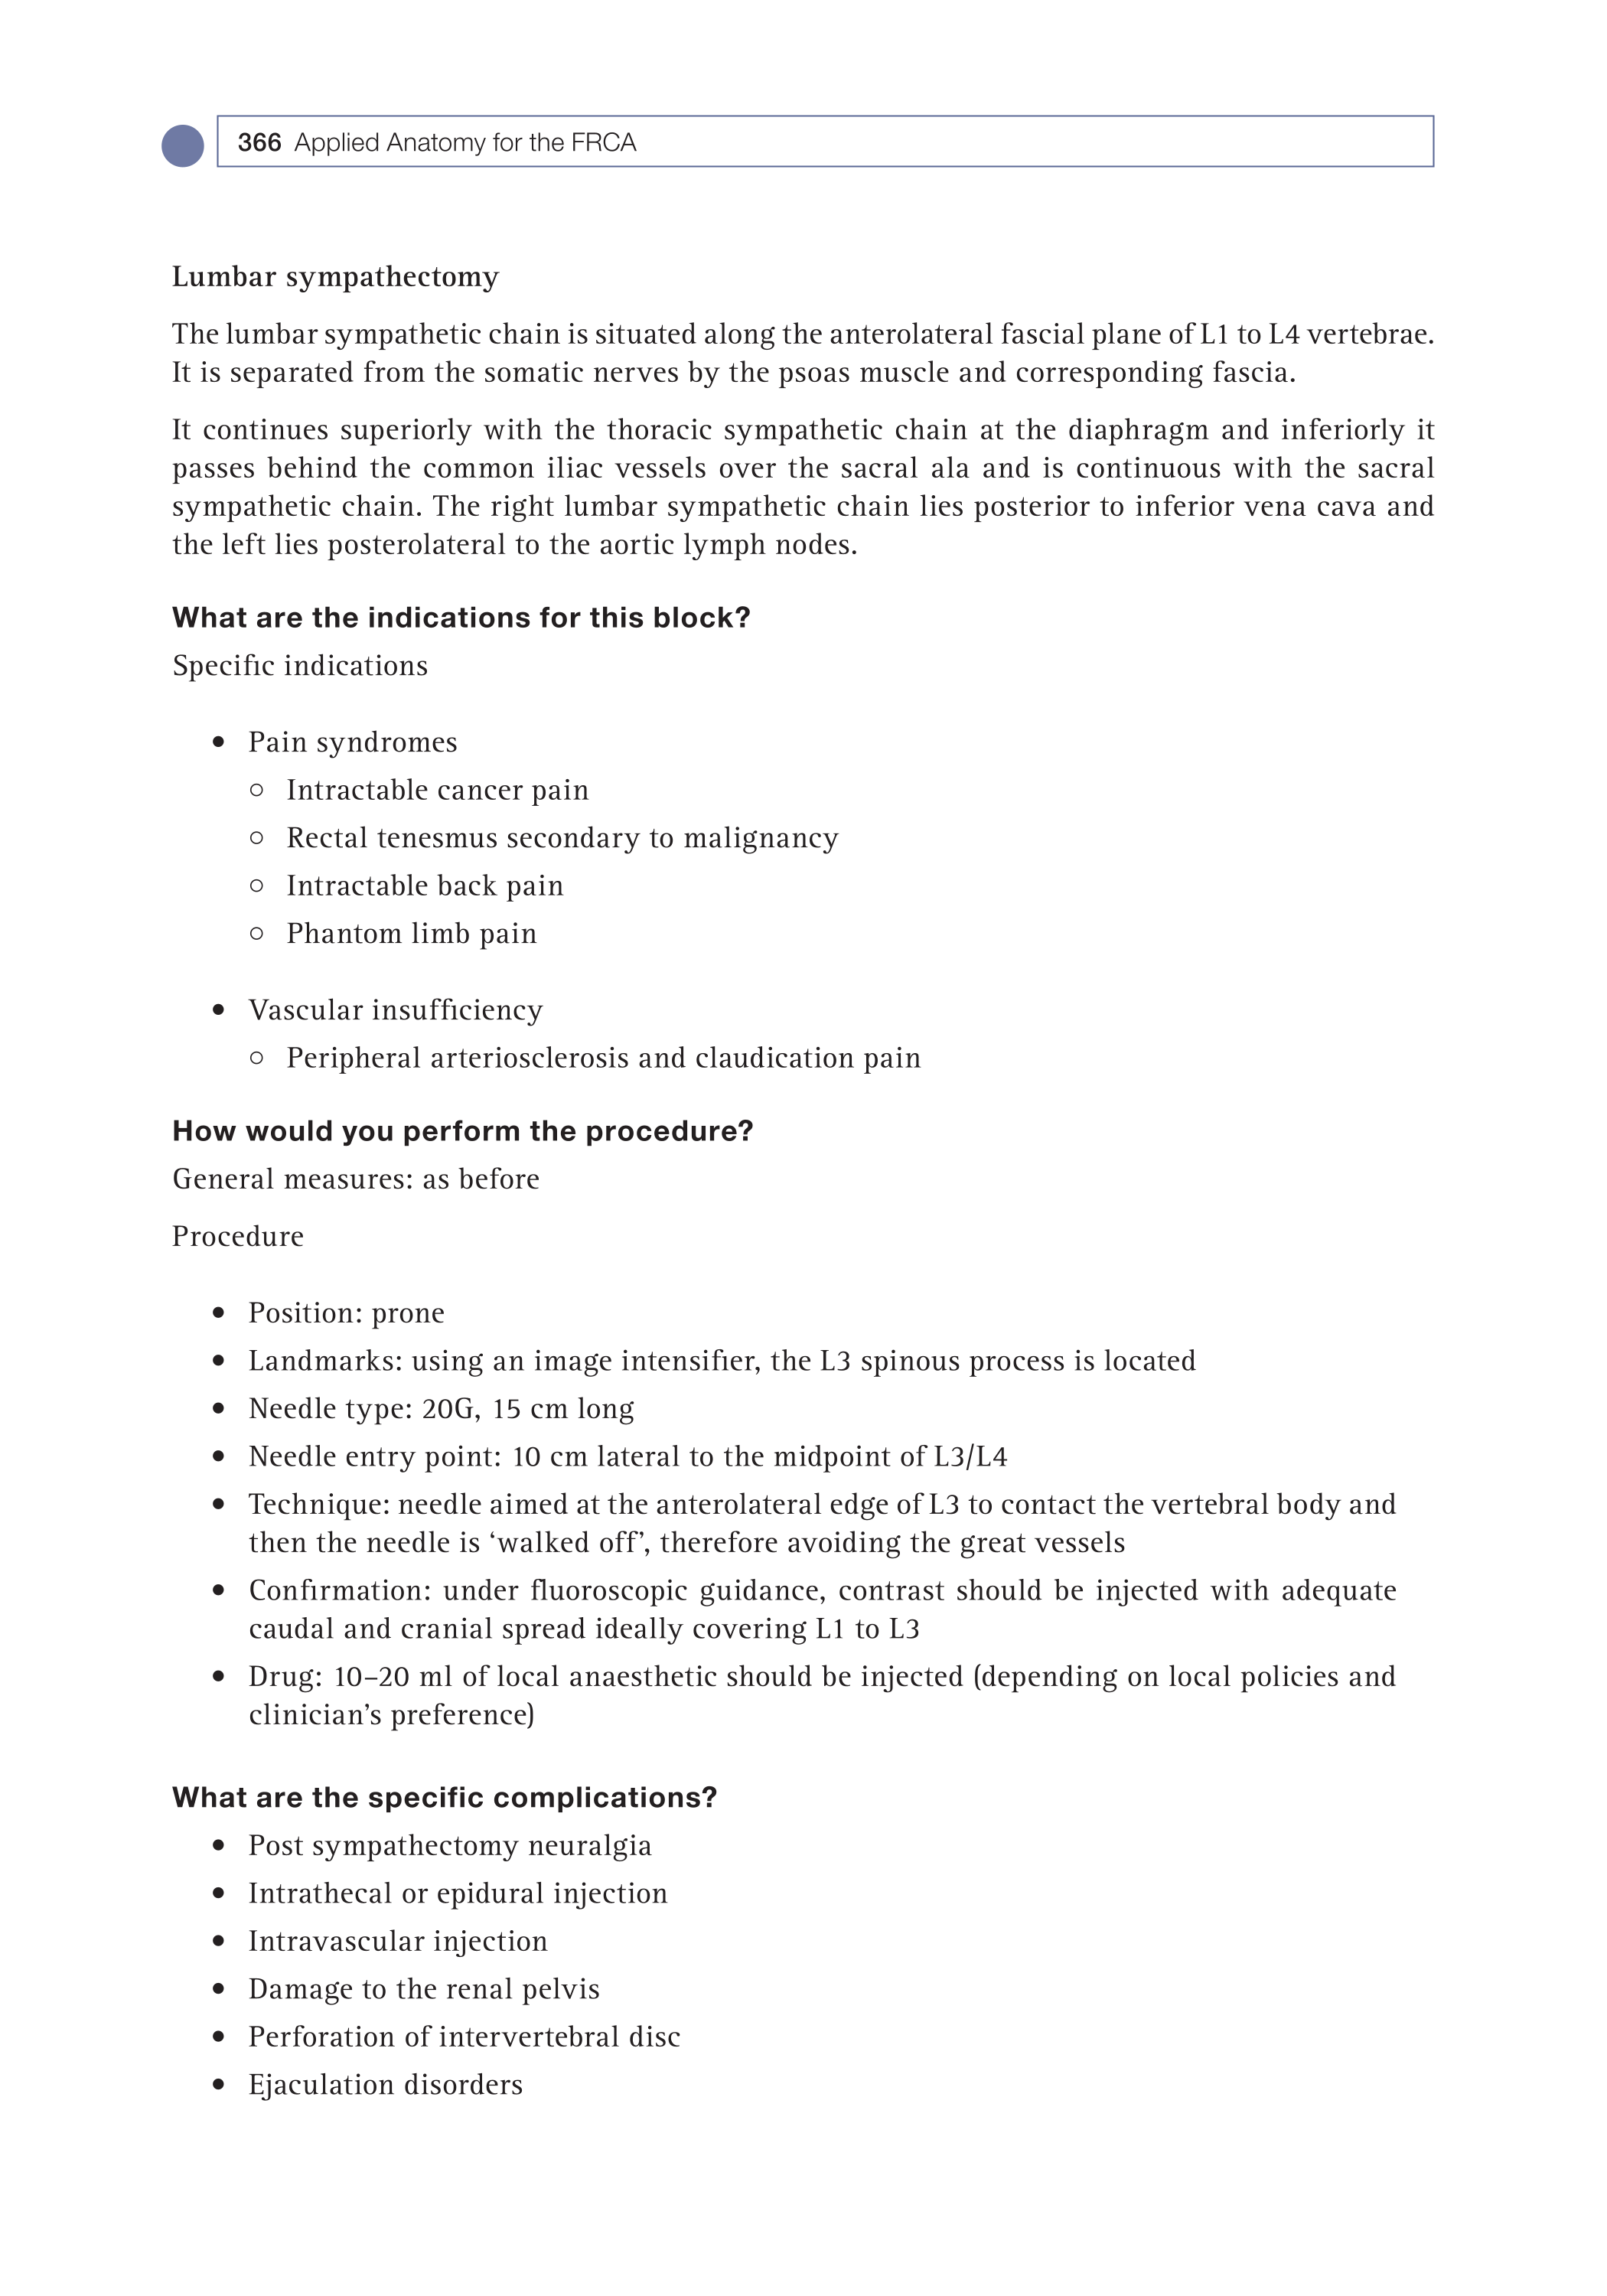 366 Applied Anatomy for the FRCA
Lumbar sympathectomy
The lumbar sympathetic chain is situated along the anterolateral fascial plane of L1 to L4 vertebrae.
It is separated from the somatic nerves by the psoas muscle and corresponding fascia.
It continues superiorly with the thoracic sympathetic chain at the diaphragm and inferiorly it
passes behind the common iliac vessels over the sacral ala and is continuous with the sacral
sympathetic chain. The right lumbar sympathetic chain lies posterior to inferior vena cava and
the left lies posterolateral to the aortic lymph nodes.
What are the indications for this block?
Specific indications
• Pain syndromes
○ Intractable cancer pain
○ Rectal tenesmus secondary to malignancy
○ Intractable back pain
○ Phantom limb pain
• Vascular insufficiency
○ Peripheral arteriosclerosis and claudication pain
How would you perform the procedure?
General measures: as before
Procedure
• Position: prone
• Landmarks: using an image intensifier, the L3 spinous process is located
• Needle type: 20G, 15 cm long
• Needle entry point: 10 cm lateral to the midpoint of L3/L4
• Technique: needle aimed at the anterolateral edge of L3 to contact the vertebral body and
then the needle is ‘walked off’, therefore avoiding the great vessels
• Confirmation: under fluoroscopic guidance, contrast should be injected with adequate
caudal and cranial spread ideally covering L1 to L3
• Drug: 10–20 ml of local anaesthetic should be injected (depending on local policies and
clinician’s preference)
What are the specific complications?
• Post sympathectomy neuralgia
• Intrathecal or epidural injection
• Intravascular injection
• Damage to the renal pelvis
• Perforation of intervertebral disc
• Ejaculation disorders